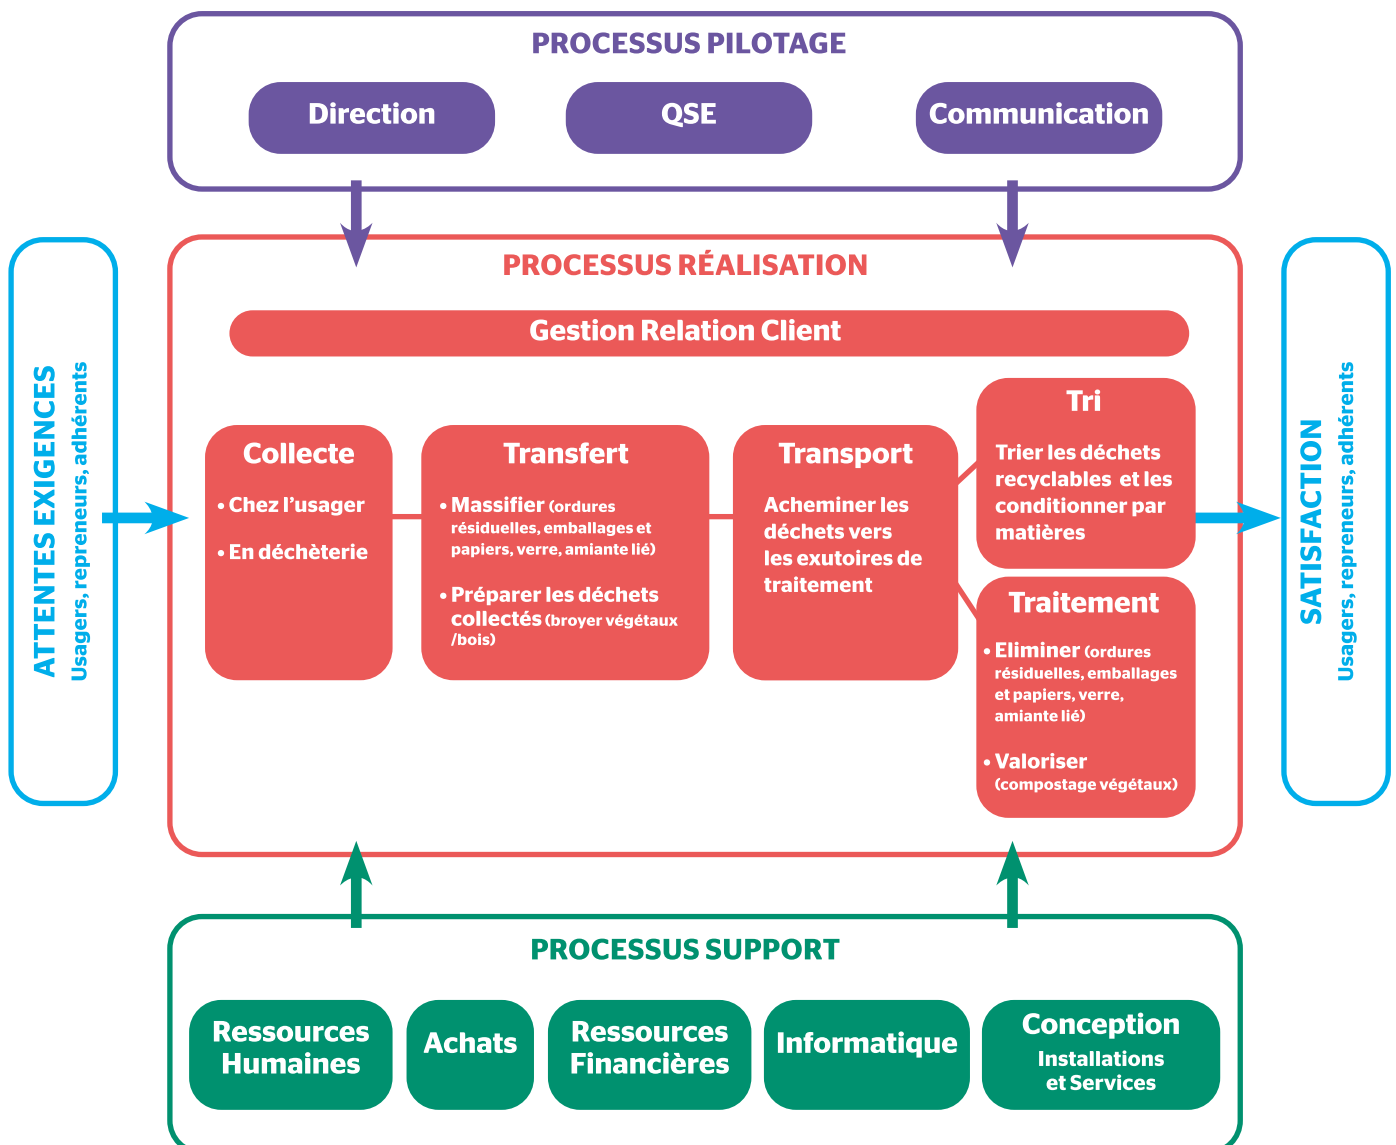 PROCESSUS PILOTAGE
Direction
QSE
Communication
ATTENTES EXIGENCES
Usagers, repreneurs, adhérents
PROCESSUS RÉALISATION
Gestion Relation Client
Collecte
• Chez l'usager
• En déchèterie
Transfert
• Massifier (ordures
résiduelles, emballages et
papiers, verre, amiante lié)
• Préparer les déchets
collectés (broyer végétaux
/bois)
Transport
Acheminer les
déchets vers
les exutoires de
traitement
Tri
Trier les déchets
recyclables et les
conditionner par
matières
Traitement
• Eliminer (ordures
résiduelles, emballages
et papiers, verre,
amiante lié)
• Valoriser
(compostage végétaux)
SATISFACTION
Usagers, repreneurs, adhérents
PROCESSUS SUPPORT
Ressources
Humaines
Achats
Ressources
Financières
Informatique
Conception
Installations
et Services